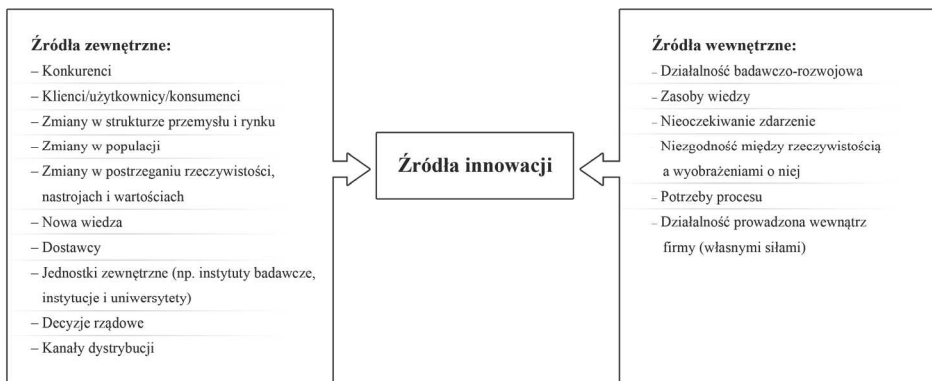 Źródła zewnętrzne:
– Konkurenci
– Klienci/użytkownicy/konsumenci
– Zmiany w strukturze przemysłu i rynku
– Zmiany w populacji
– Zmiany w postrzeganiu rzeczywistości,
nastrojach i wartościach
– Nowa wiedza
– Dostawcy
– Jednostki zewnętrzne (np. instytuty badawcze,
instytucje i uniwersytety)
– Decyzje rządowe
– Kanały dystrybucji
Źródła innowacji
Źródła wewnętrzne:
– Działalność badawczo-rozwojowa
– Zasoby wiedzy
– Nieoczekiwanie zdarzenie
Niezgodność między rzeczywistością
a wyobrażeniami o niej
– Potrzeby procesu
– Działalność prowadzona wewnątrz
firmy (własnymi siłami)